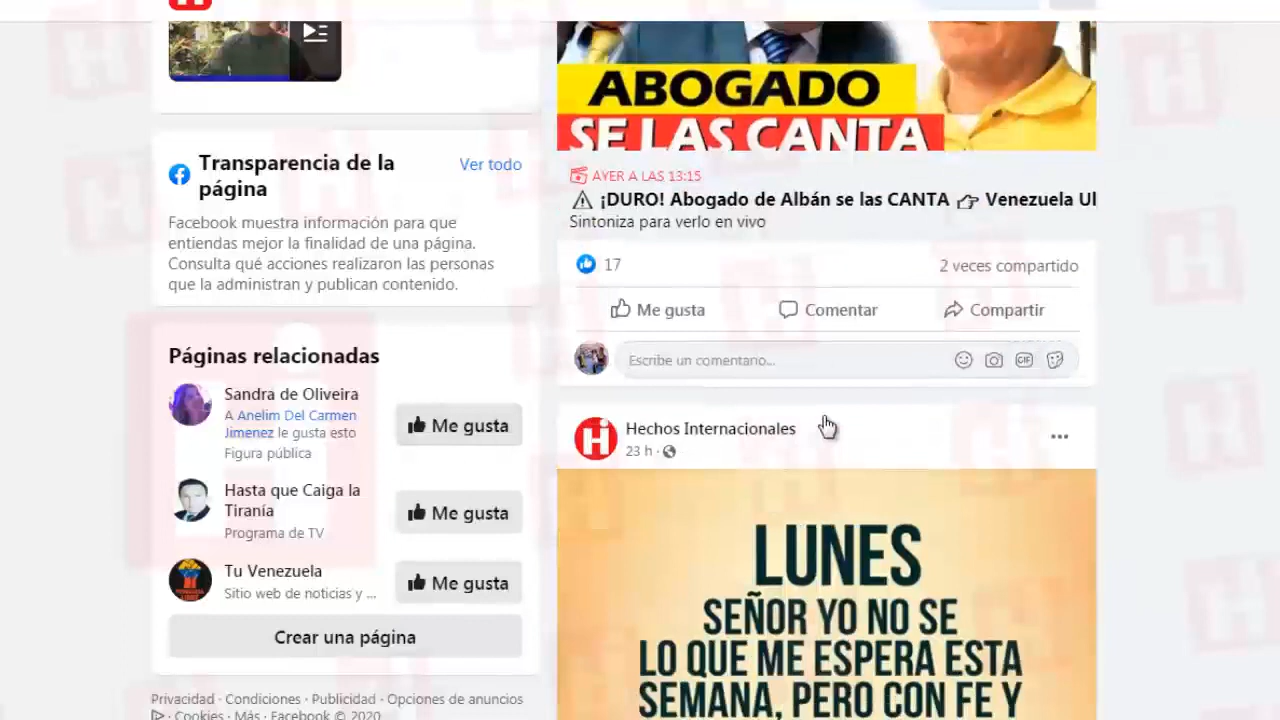 Transparencia de la
página
Ver todo
Facebook muestra información para que
entiendas mejor la finalidad de una página.
Consulta qué acciones realizaron las personas
que la administran y publican contenido.
Páginas relacionadas
Sandra de Oliveira
A Anelim Del Carmen
Jimenez le gusta esto
Figura pública
Me gusta
Hasta que Caiga la
Tiranía
Programa de TV
Me gusta
Tu Venezuela
Sitio web de noticias y ...
Me gusta
Crear una página
Privacidad · Condiciones · Publicidad · Opciones de anuncios
· Cookies · Más · Facebook © 2020
ABOGADO
SE LAS CANTA
AYER A LAS 13:15
¡DURO! Abogado de Albán se las CANTA 👉 Venezuela Ul
Sintoniza para verlo en vivo
17
2 veces compartido
Me gusta
Comentar
Compartir
Escribe un comentario...
GIF
Hechos Internacionales
23 h ·
LUNES
SEÑOR YO NO SE
LO QUE ME ESPERA ESTA
SEMANA, PERO CON FE Y